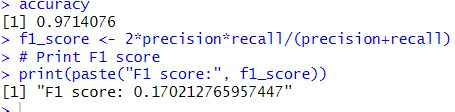 > accuracy
[1] 0.9714076
> f1_score <- 2*precision*recall/(precision+recall)
> # Print F1 score
> print(paste("F1 score:", f1_score))
[1] "F1 score: 0.170212765957447"
>